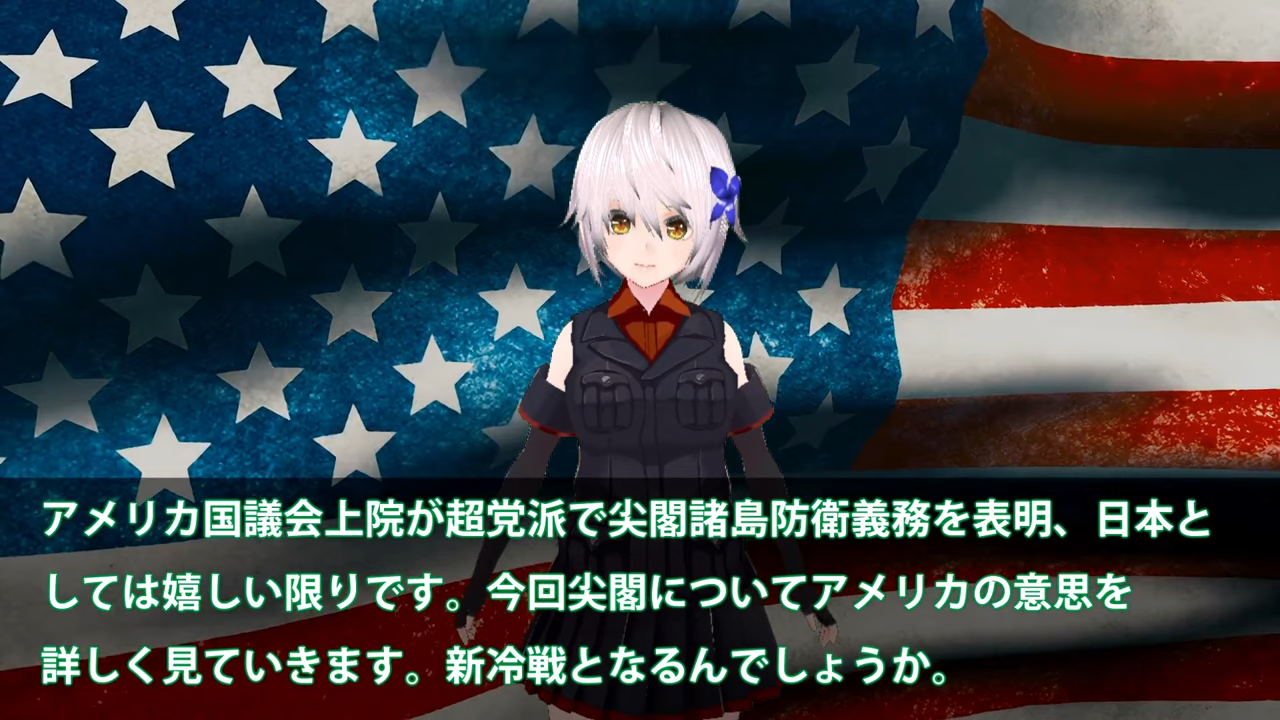 アメリカ国議会上院が超党派で尖閣諸島防衛義務を表明、日本と
しては嬉しい限りです。今回尖閣についてアメリカの意思を
詳しく見ていきます。新冷戦となるんでしょうか。